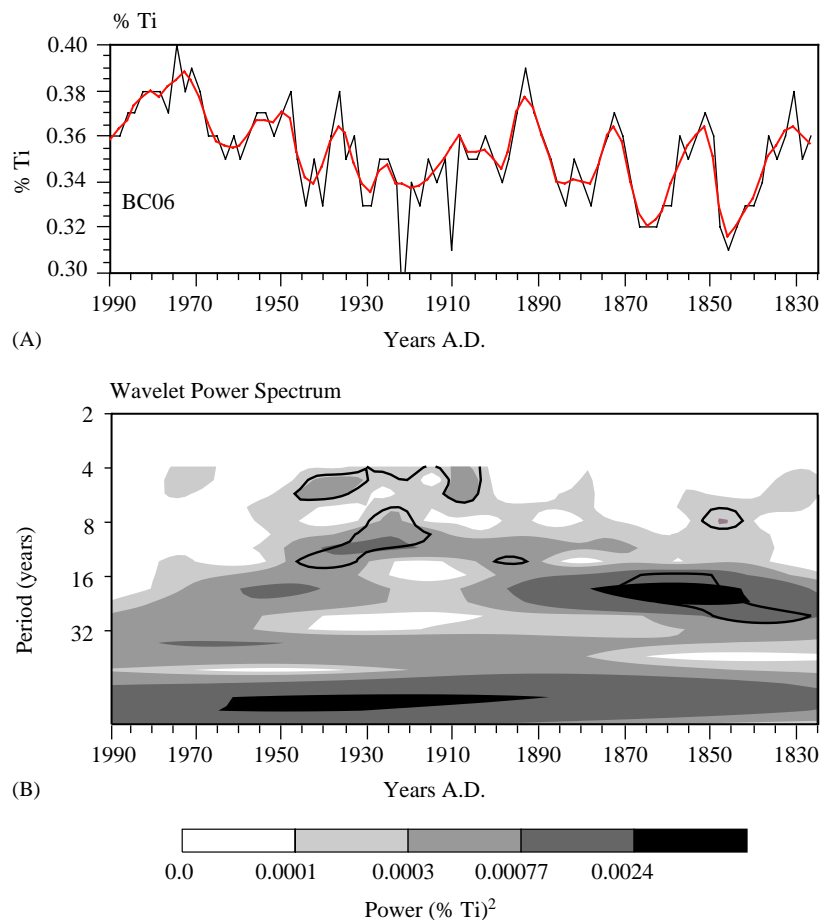 % Ti
0.40
0.38
0.36
0.34
0.32
0.30
% Ti
BC06
1990 1970 1950 1930 1910 1890 1870 1850 1830
(A)
Years A.D.
Wavelet Power Spectrum
2
4
8
16
32
Period (years)
1990 1970 1950 1930 1910 1890 1870 1850 1830
(B)
Years A.D.
0.0 0.0001 0.0003 0.00077 0.0024
Power (% Ti)²